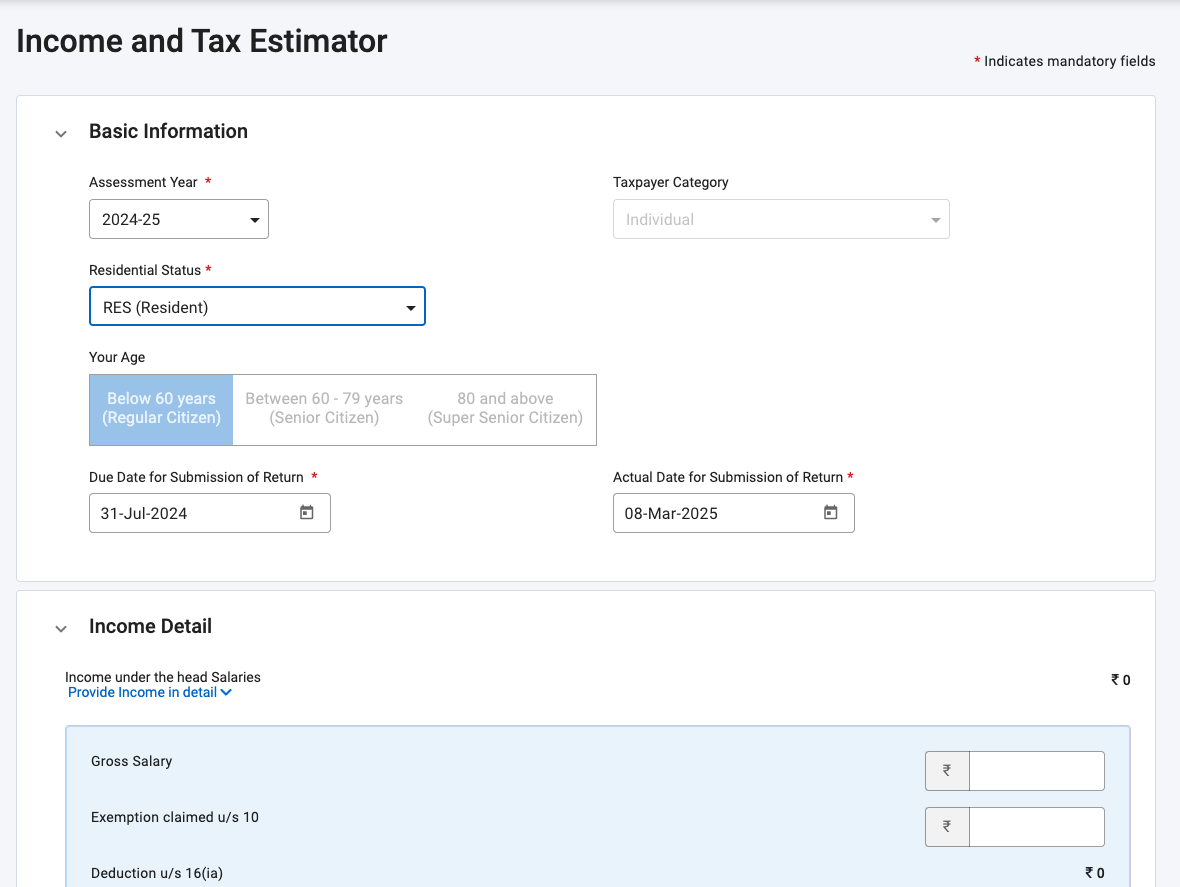 Income and Tax Estimator
* Indicates mandatory fields
Basic Information
Assessment Year *
2024-25
Taxpayer Category
Individual
Residential Status *
RES (Resident)
Your Age
Below 60 years
(Regular Citizen)
Between 60 - 79 years
(Senior Citizen)
80 and above
(Super Senior Citizen)
Due Date for Submission of Return *
31-Jul-2024
Actual Date for Submission of Return *
08-Mar-2025
Income Detail
Income under the head Salaries
₹ 0
Provide Income in detail
Gross Salary
₹
Exemption claimed u/s 10
₹
Deduction u/s 16(ia)
₹ 0